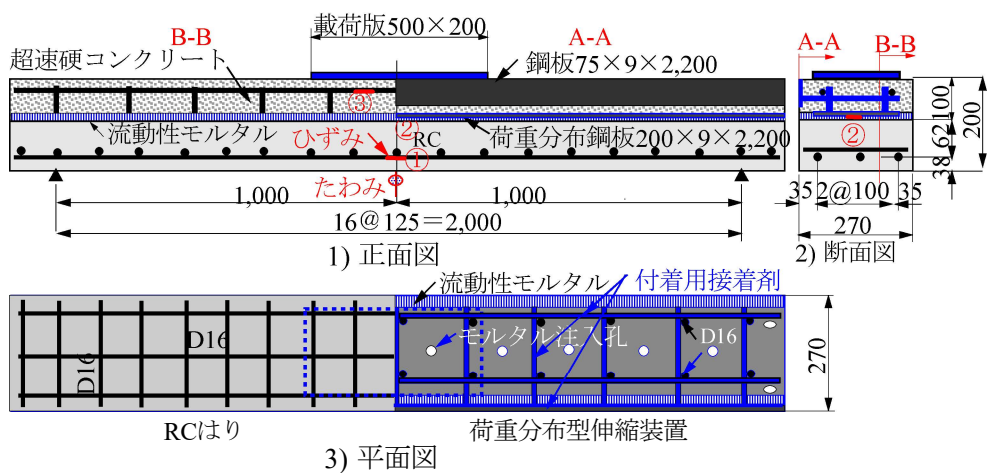 載荷版500×200
B-B
A-A
超速硬コンクリート
鋼板75×9×2,200
③
流動性モルタル
②
RC
荷重分布鋼板200×9×2,200
ひずみ
①
たわみ
1,000
1,000
16@125＝2,000
1) 正面図
A-A
B-B
②
100
62
38
200
35
2@100
35
270
2) 断面図
流動性モルタル
付着用接着剤
D16
D16
モルタル注入孔
D16
270
RCはり
荷重分布型伸縮装置
3) 平面図